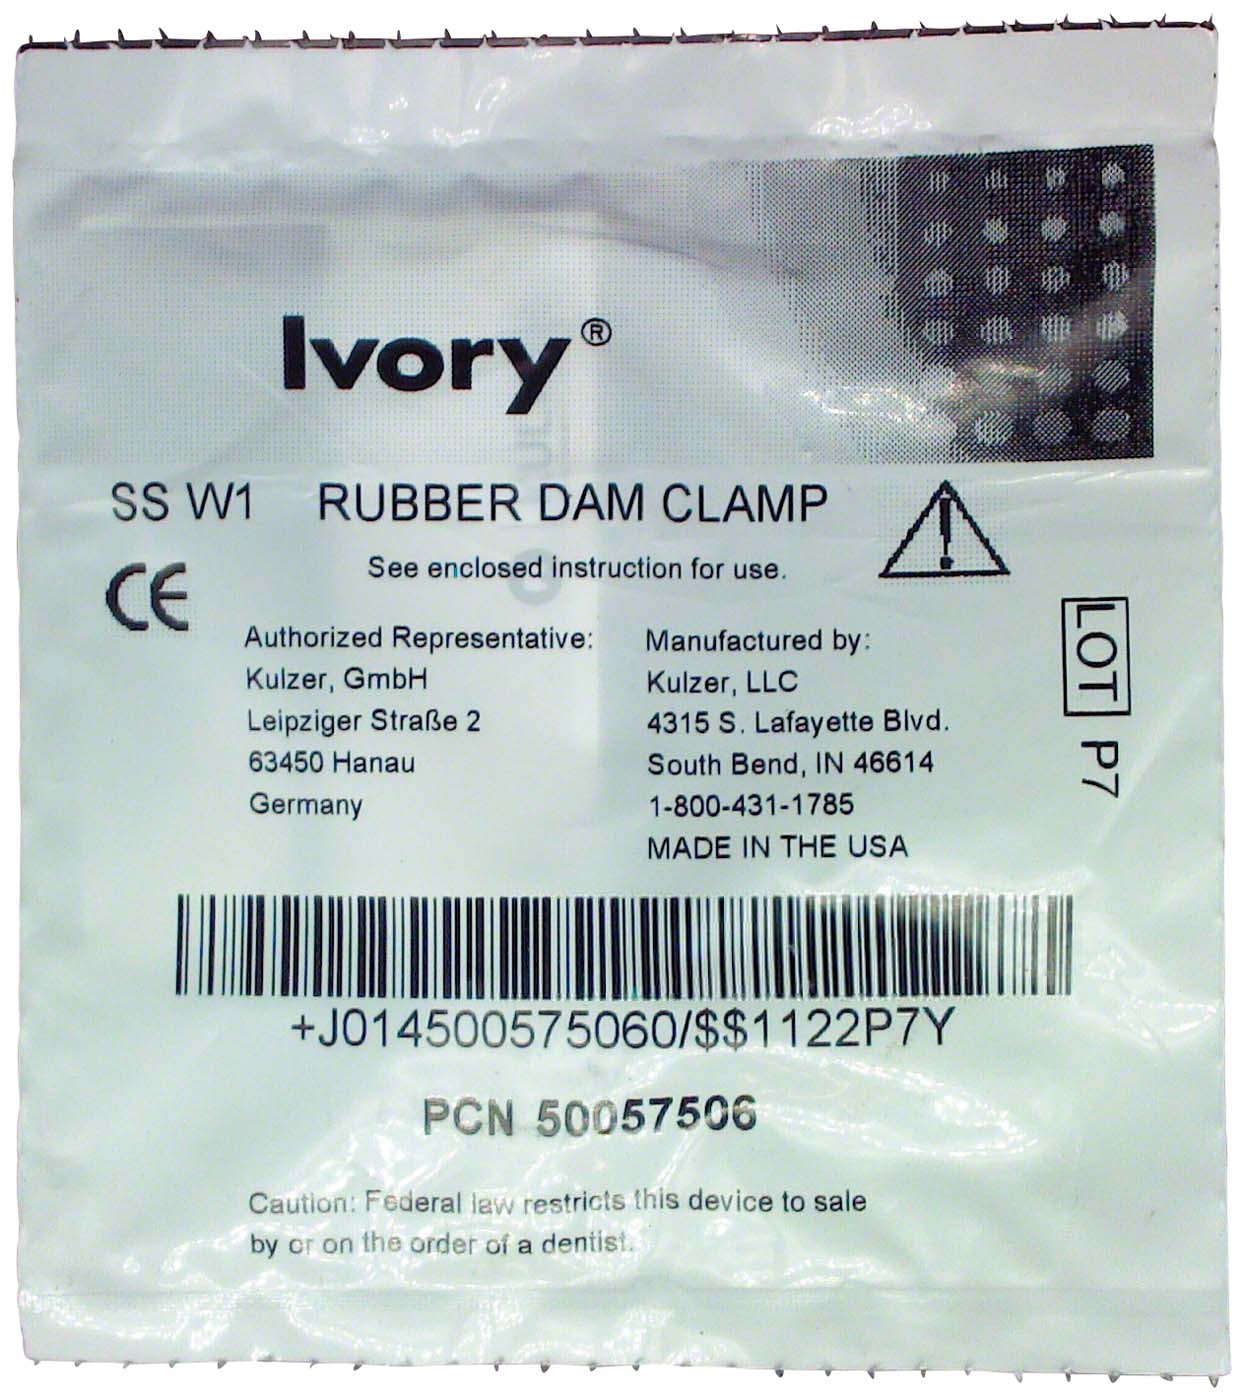 Ivory®
SS W1 RUBBER DAM CLAMP
See enclosed instruction for use.
CE
Authorized Representative:
Kulzer, GmbH
Leipziger Straße 2
63450 Hanau
Germany
Manufactured by:
Kulzer, LLC
4315 S. Lafayette Blvd.
South Bend, IN 46614
1-800-431-1785
MADE IN THE USA
LOT P7
+J014500575060/$$1122P7Y
PCN 50057506
Caution: Federal law restricts this device to sale
by or on the order of a dentist.